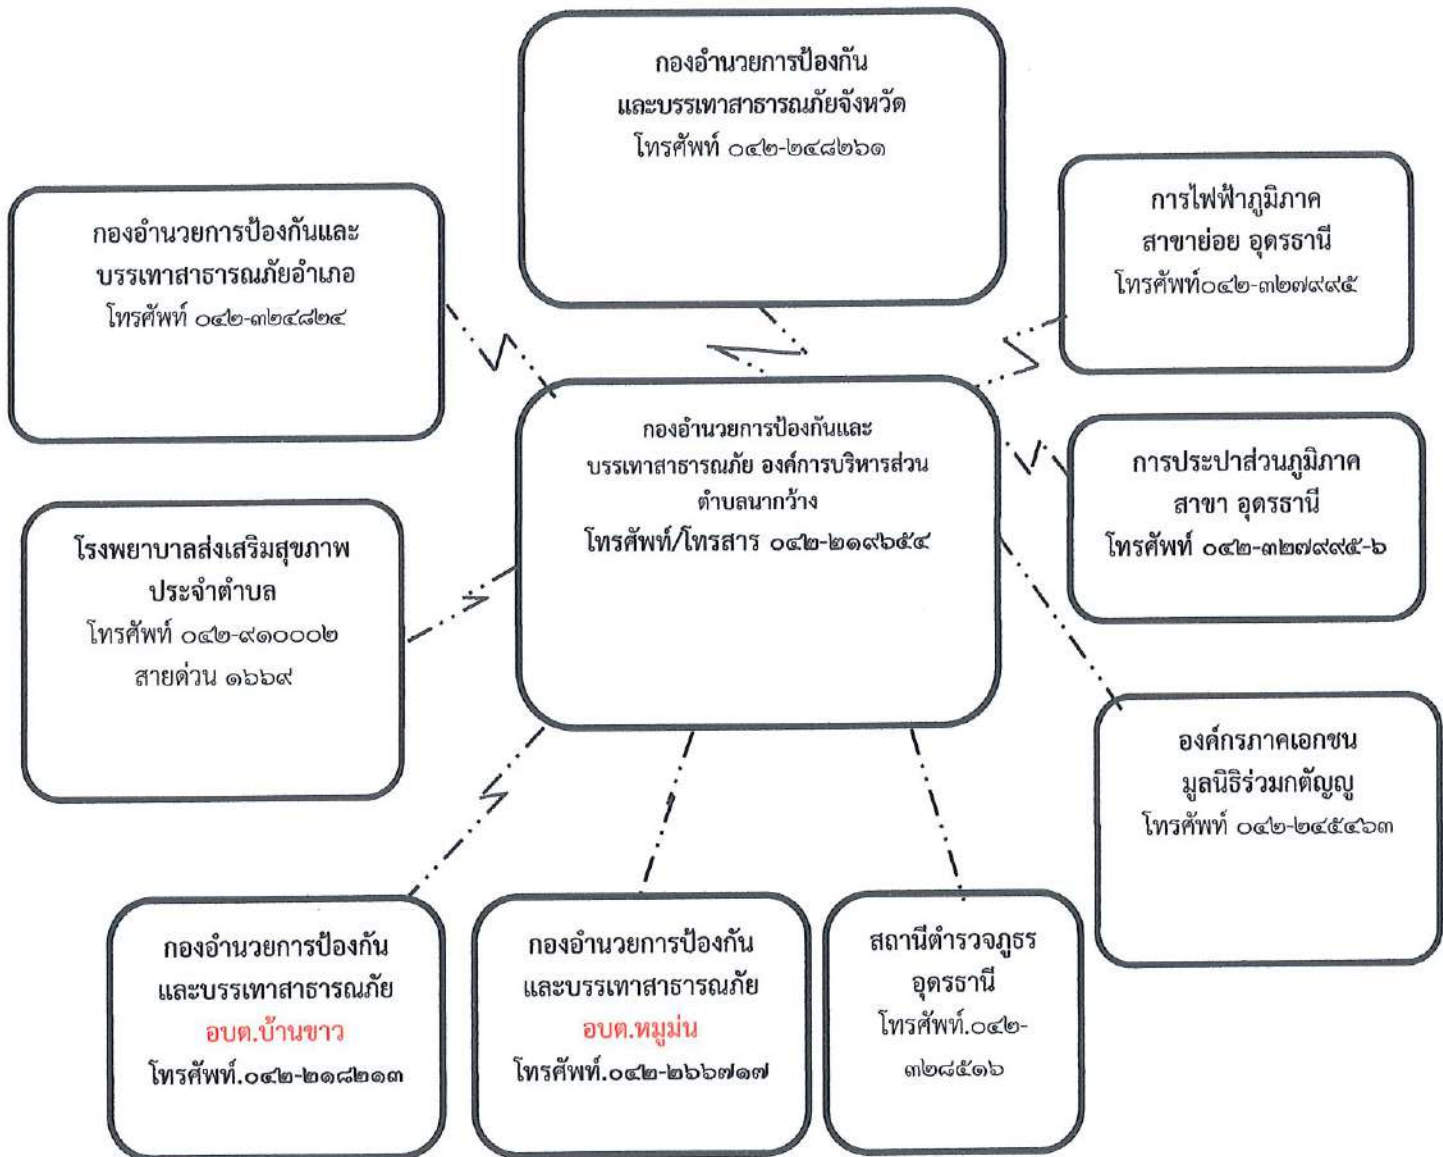 กองอำนวยการป้องกัน
และบรรเทาสาธารณภัยจังหวัด
โทรศัพท์ ๐๔๒-๒๔๘๒๖๑
กองอำนวยการป้องกันและ
บรรเทาสาธารณภัยอำเภอ
โทรศัพท์ ๐๔๒-๓๒๔๘๒๔
การไฟฟ้าภูมิภาค
สาขาย่อย อุดรธานี
โทรศัพท์๐๔๒-๓๒๗๙๙๕
กองอำนวยการป้องกันและ
บรรเทาสาธารณภัย องค์การบริหารส่วน
ตำบลนากว้าง
โทรศัพท์/โทรสาร ๐๔๒-๒๑๙๖๕๔
การประปาส่วนภูมิภาค
สาขา อุดรธานี
โทรศัพท์ ๐๔๒-๓๒๗๙๙๕-๖
โรงพยาบาลส่งเสริมสุขภาพ
ประจำตำบล
โทรศัพท์ ๐๔๒-๙๑๐๐๐๒
สายด่วน ๑๖๖๙
องค์กรภาคเอกชน
มูลนิธิร่วมกตัญญู
โทรศัพท์ ๐๔๒-๒๔๕๔๖๓
กองอำนวยการป้องกัน
และบรรเทาสาธารณภัย
อบต.บ้านขาว
โทรศัพท์.๐๔๒-๒๑๘๒๑๓
กองอำนวยการป้องกัน
และบรรเทาสาธารณภัย
อบต.หมูม่น
โทรศัพท์.๐๔๒-๒๖๖๗๑๗
สถานีตำรวจภูธร
อุดรธานี
โทรศัพท์.๐๔๒-
๓๒๘๕๑๖